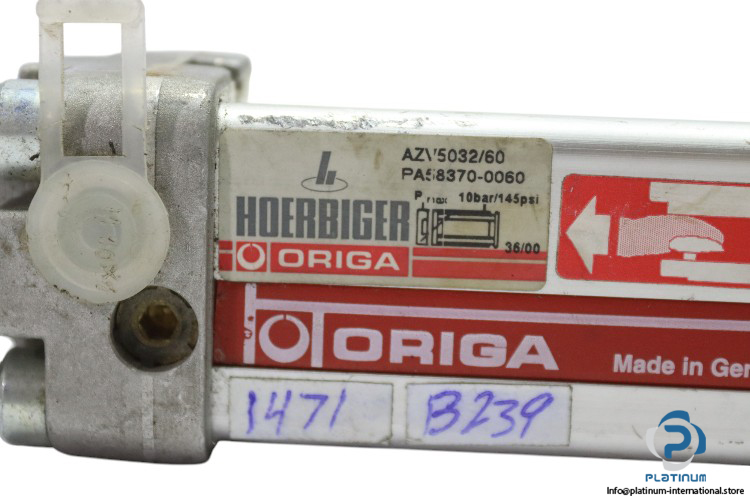 AZV5032/60
PA58370-0060
P max 10bar/145psi
HOERBIGER
36/00
ORIGA
ORIGA
Made in Ger
1471
B239
PLATINUM
Info@platinum-international.store